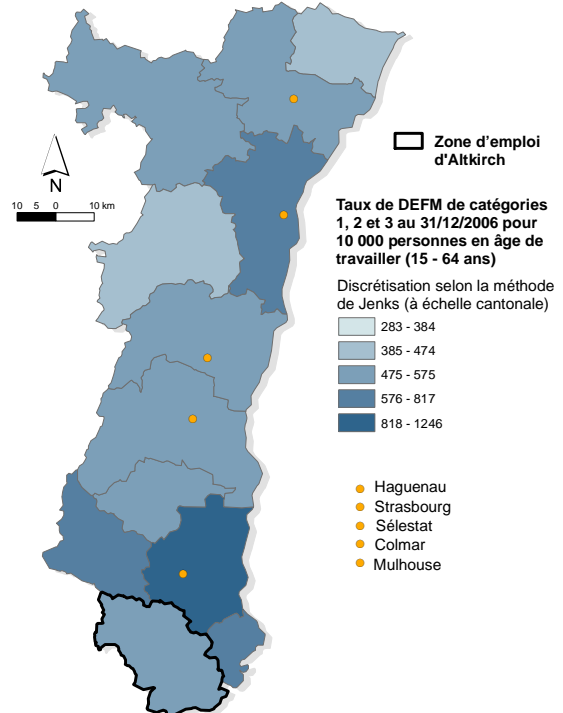 N
10 5 0 10 km
Zone d'emploi
d'Altkirch
Taux de DEFM de catégories
1, 2 et 3 au 31/12/2006 pour
10 000 personnes en âge de
travailler (15 - 64 ans)
Discrétisation selon la méthode
de Jenks (à échelle cantonale)
283 - 384
385 - 474
475 - 575
576 - 817
818 - 1246
Haguenau
Strasbourg
Sélestat
Colmar
Mulhouse